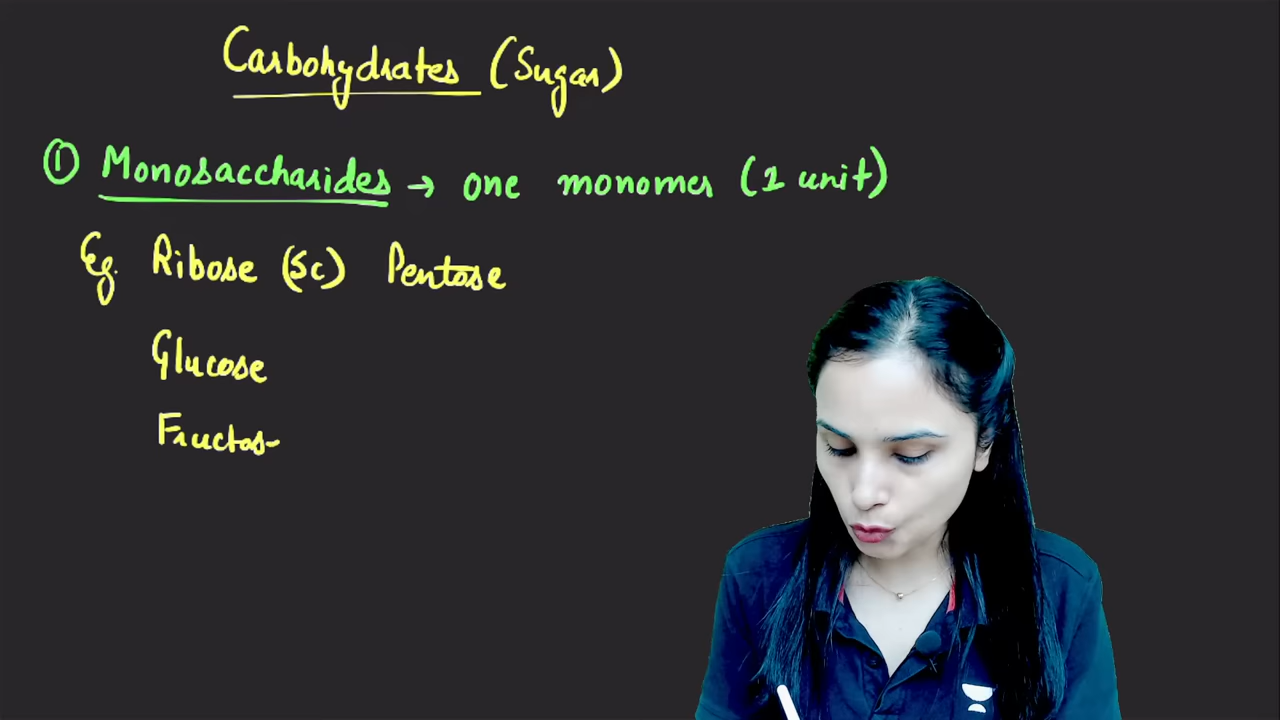 Carbohydrates (Sugar)
① Monosaccharides → one monomer (1 unit)
Eg. Ribose (5c) Pentose
Glucose
Fructos